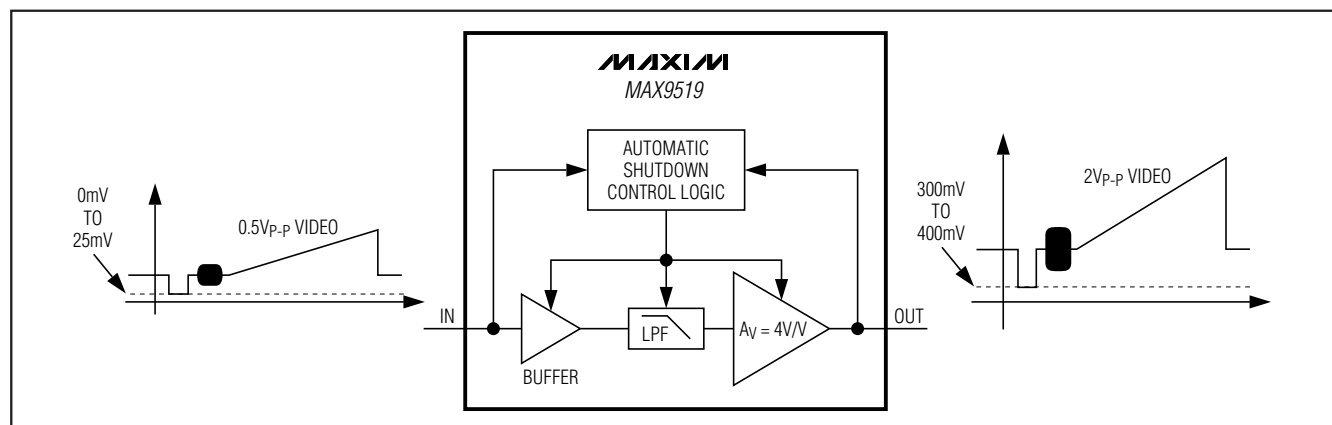 MAXIM
MAX9519
AUTOMATIC
SHUTDOWN
CONTROL LOGIC
0mV
TO
25mV
0.5VP-P VIDEO
IN
BUFFER
LPF
AV = 4V/V
OUT
300mV
TO
400mV
2VP-P VIDEO